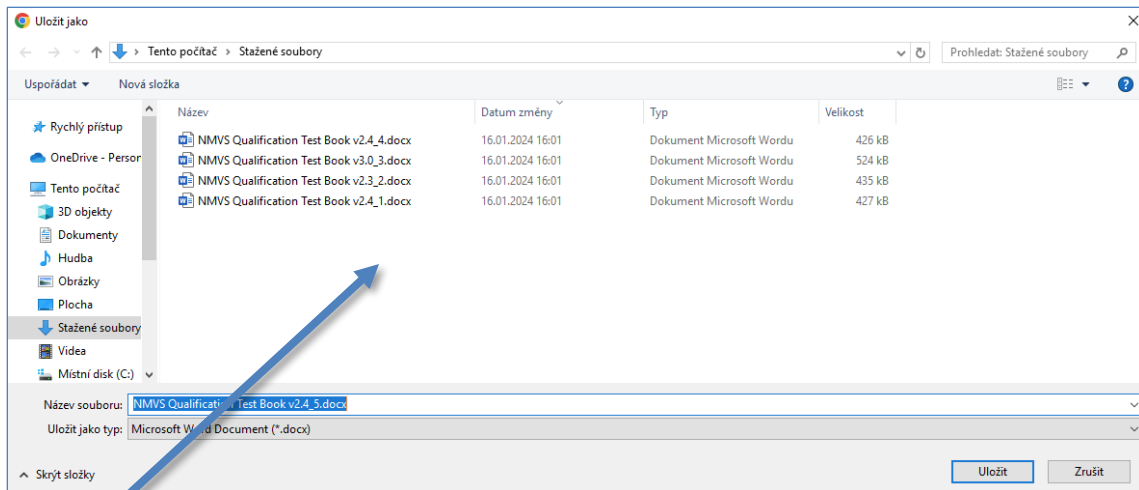 Uložit jako
Tento počítač › Stažené soubory
Prohledat: Stažené soubory
Uspořádat
Nová složka
Název Datum změny Typ Velikost
NMVS Qualification Test Book v2.4_4.docx 16.01.2024 16:01 Dokument Microsoft Wordu 426 kB
NMVS Qualification Test Book v3.0_3.docx 16.01.2024 16:01 Dokument Microsoft Wordu 524 kB
NMVS Qualification Test Book v2.3_2.docx 16.01.2024 16:01 Dokument Microsoft Wordu 435 kB
NMVS Qualification Test Book v2.4_1.docx 16.01.2024 16:01 Dokument Microsoft Wordu 427 kB
Rychlý přístup
OneDrive - Person
Tento počítač
3D objekty
Dokumenty
Hudba
Obrázky
Plocha
Stažené soubory
Videa
Místní disk (C:)
Název souboru: NMVS Qualification Test Book v2.4_5.docx
Uložit jako typ: Microsoft Word Document (*.docx)
Skrýt složky
Uložit
Zrušit